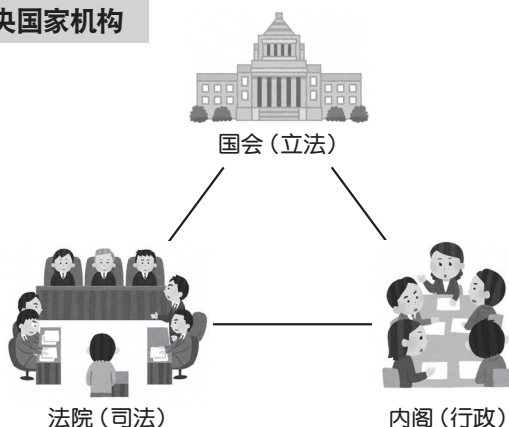 央国家机构
国会（立法）
法院（司法）
内阁（行政）